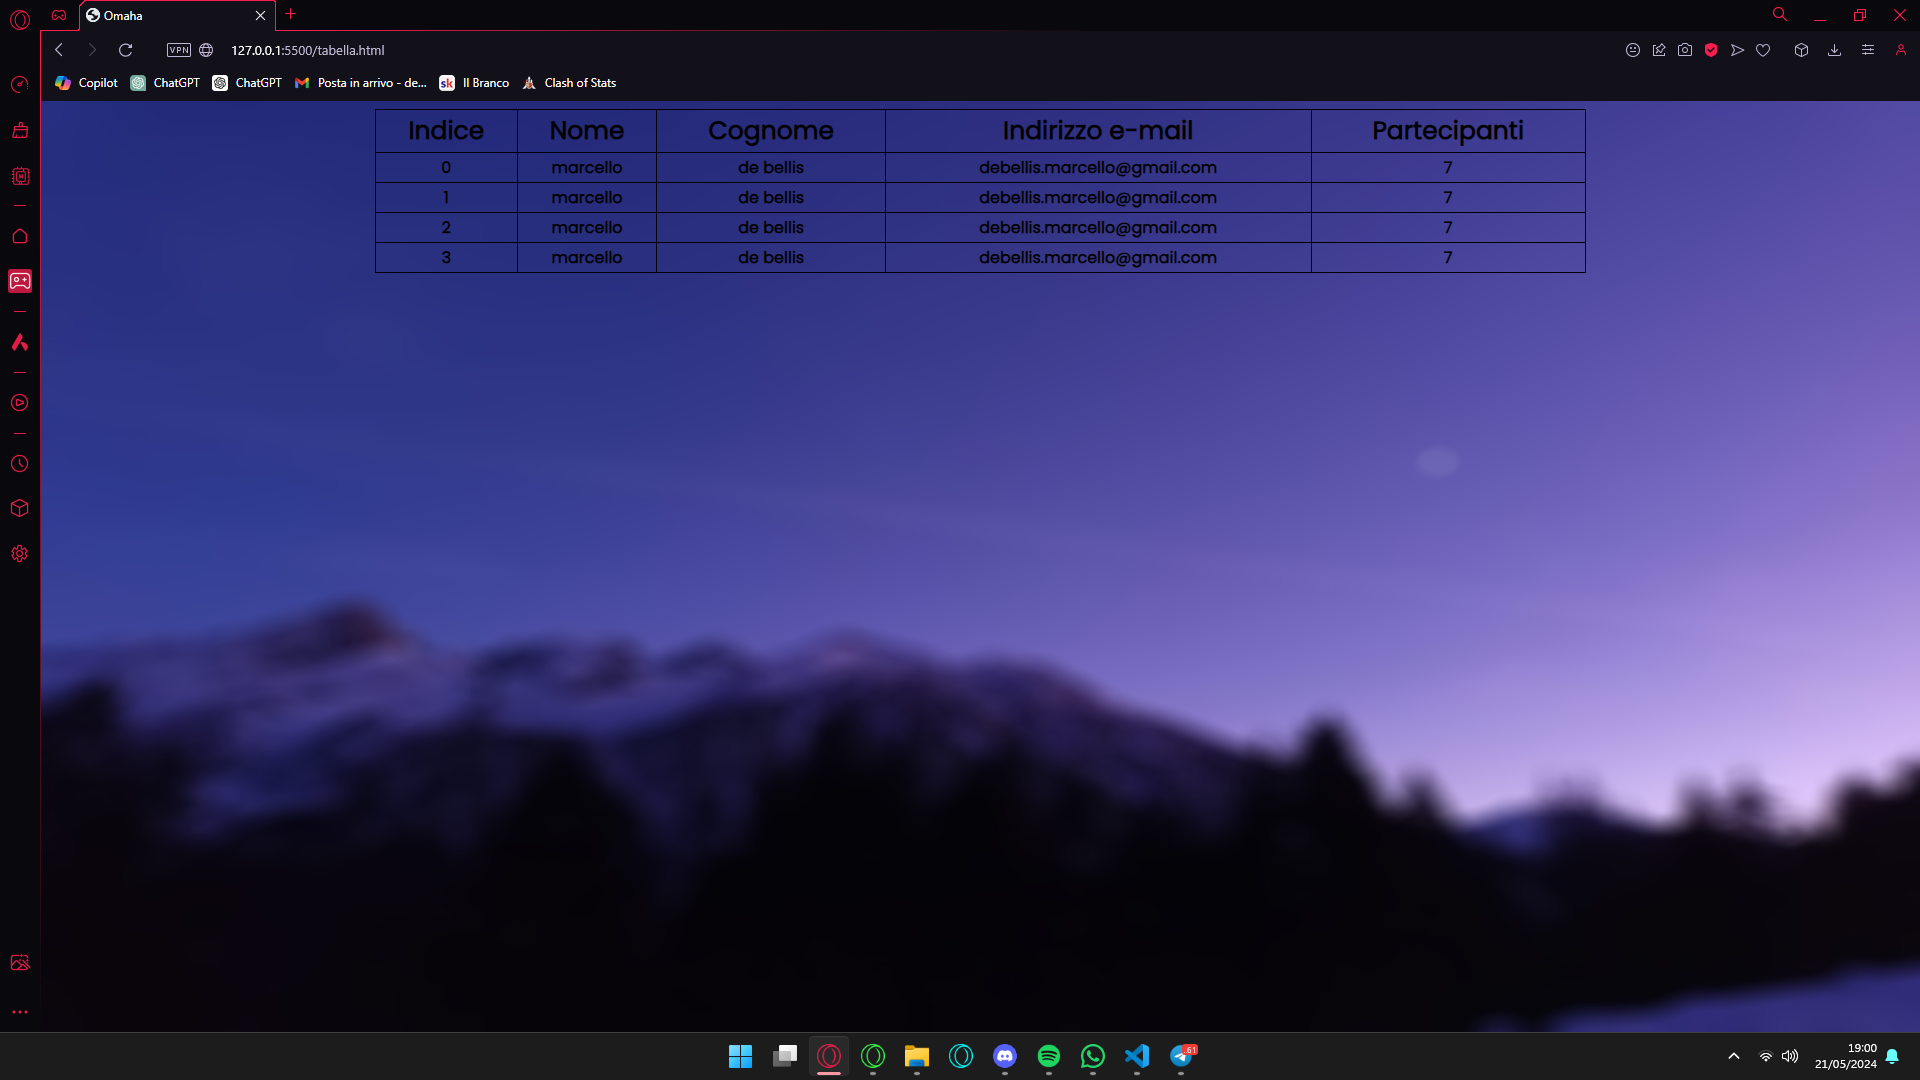 Omaha
VPN 127.0.0.1:5500/tabella.html
Copilot ChatGPT ChatGPT Posta in arrivo - de... sk Il Branco Clash of Stats
Indice Nome Cognome Indirizzo e-mail Partecipanti
0 marcello de bellis debellis.marcello@gmail.com 7
1 marcello de bellis debellis.marcello@gmail.com 7
2 marcello de bellis debellis.marcello@gmail.com 7
3 marcello de bellis debellis.marcello@gmail.com 7
61
19:00
21/05/2024